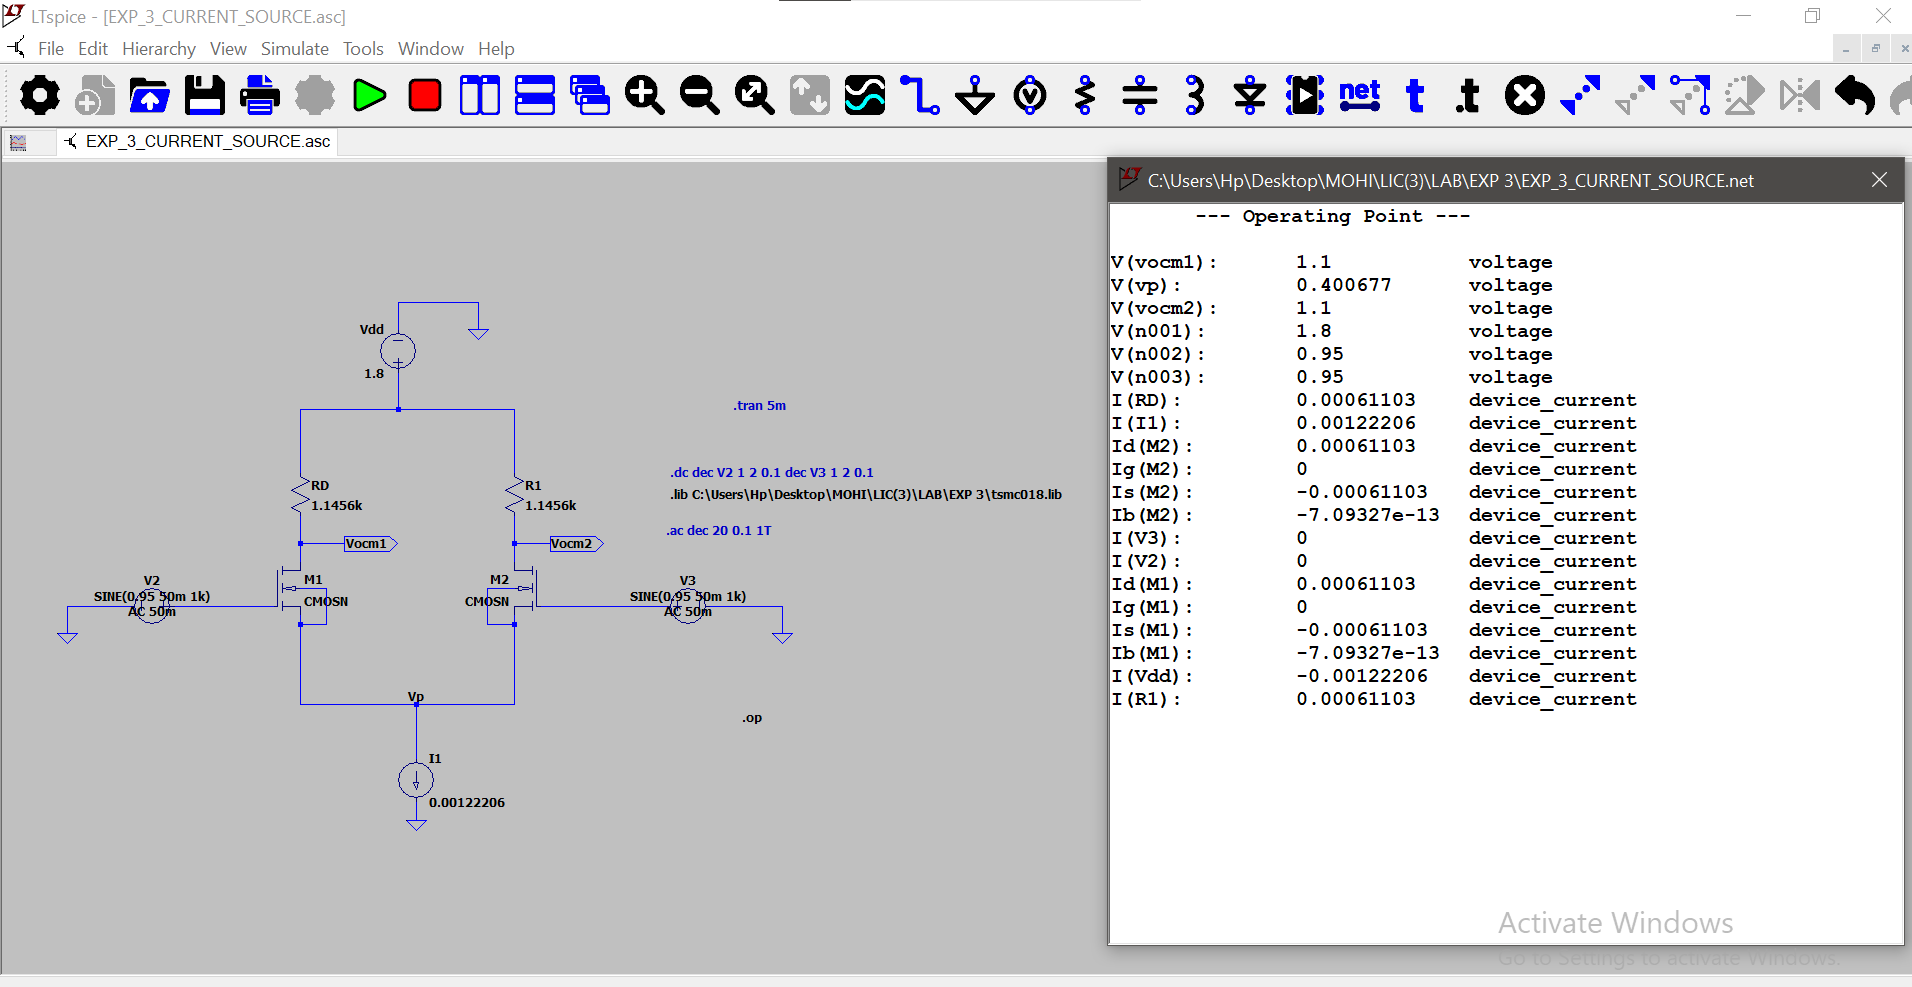 LTspice - [EXP_3_CURRENT_SOURCE.asc]
File Edit Hierarchy View Simulate Tools Window Help
net t .t
EXP_3_CURRENT_SOURCE.asc
C:\Users\Hp\Desktop\MOHI\LIC(3)\LAB\EXP 3\EXP_3_CURRENT_SOURCE.net
--- Operating Point ---
V(vocm1): 1.1 voltage
V(vp): 0.400677 voltage
V(vocm2): 1.1 voltage
V(n001): 1.8 voltage
V(n002): 0.95 voltage
V(n003): 0.95 voltage
I(RD): 0.00061103 device_current
I(I1): 0.00122206 device_current
Id(M2): 0.00061103 device_current
Ig(M2): 0 device_current
Is(M2): -0.00061103 device_current
Ib(M2): -7.09327e-13 device_current
I(V3): 0 device_current
I(V2): 0 device_current
Id(M1): 0.00061103 device_current
Ig(M1): 0 device_current
Is(M1): -0.00061103 device_current
Ib(M1): -7.09327e-13 device_current
I(Vdd): -0.00122206 device_current
I(R1): 0.00061103 device_current
Vdd
1.8
.tran 5m
.dc dec V2 1 2 0.1 dec V3 1 2 0.1
.lib C:\Users\Hp\Desktop\MOHI\LIC(3)\LAB\EXP 3\tsmc018.lib
.ac dec 20 0.1 1T
RD
1.1456k
R1
1.1456k
Vocm1
Vocm2
V2
SINE(0.95 50m 1k)
AC 50m
M1
CMOSN
M2
CMOSN
V3
SINE(0.95 50m 1k)
AC 50m
Vp
.op
I1
0.00122206
Activate Windows
Go to Settings to activate Windows.